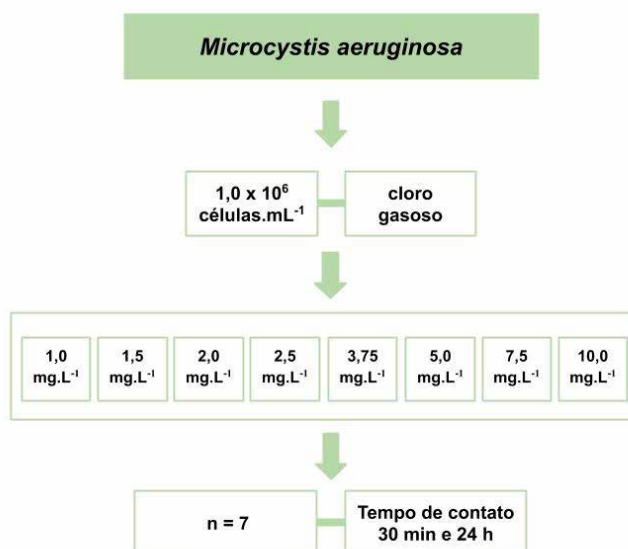 Microcystis aeruginosa
1,0 x 10⁶
células.mL⁻¹
cloro
gasoso
1,0
mg.L⁻¹
1,5
mg.L⁻¹
2,0
mg.L⁻¹
2,5
mg.L⁻¹
3,75
mg.L⁻¹
5,0
mg.L⁻¹
7,5
mg.L⁻¹
10,0
mg.L⁻¹
n = 7
Tempo de contato
30 min e 24 h